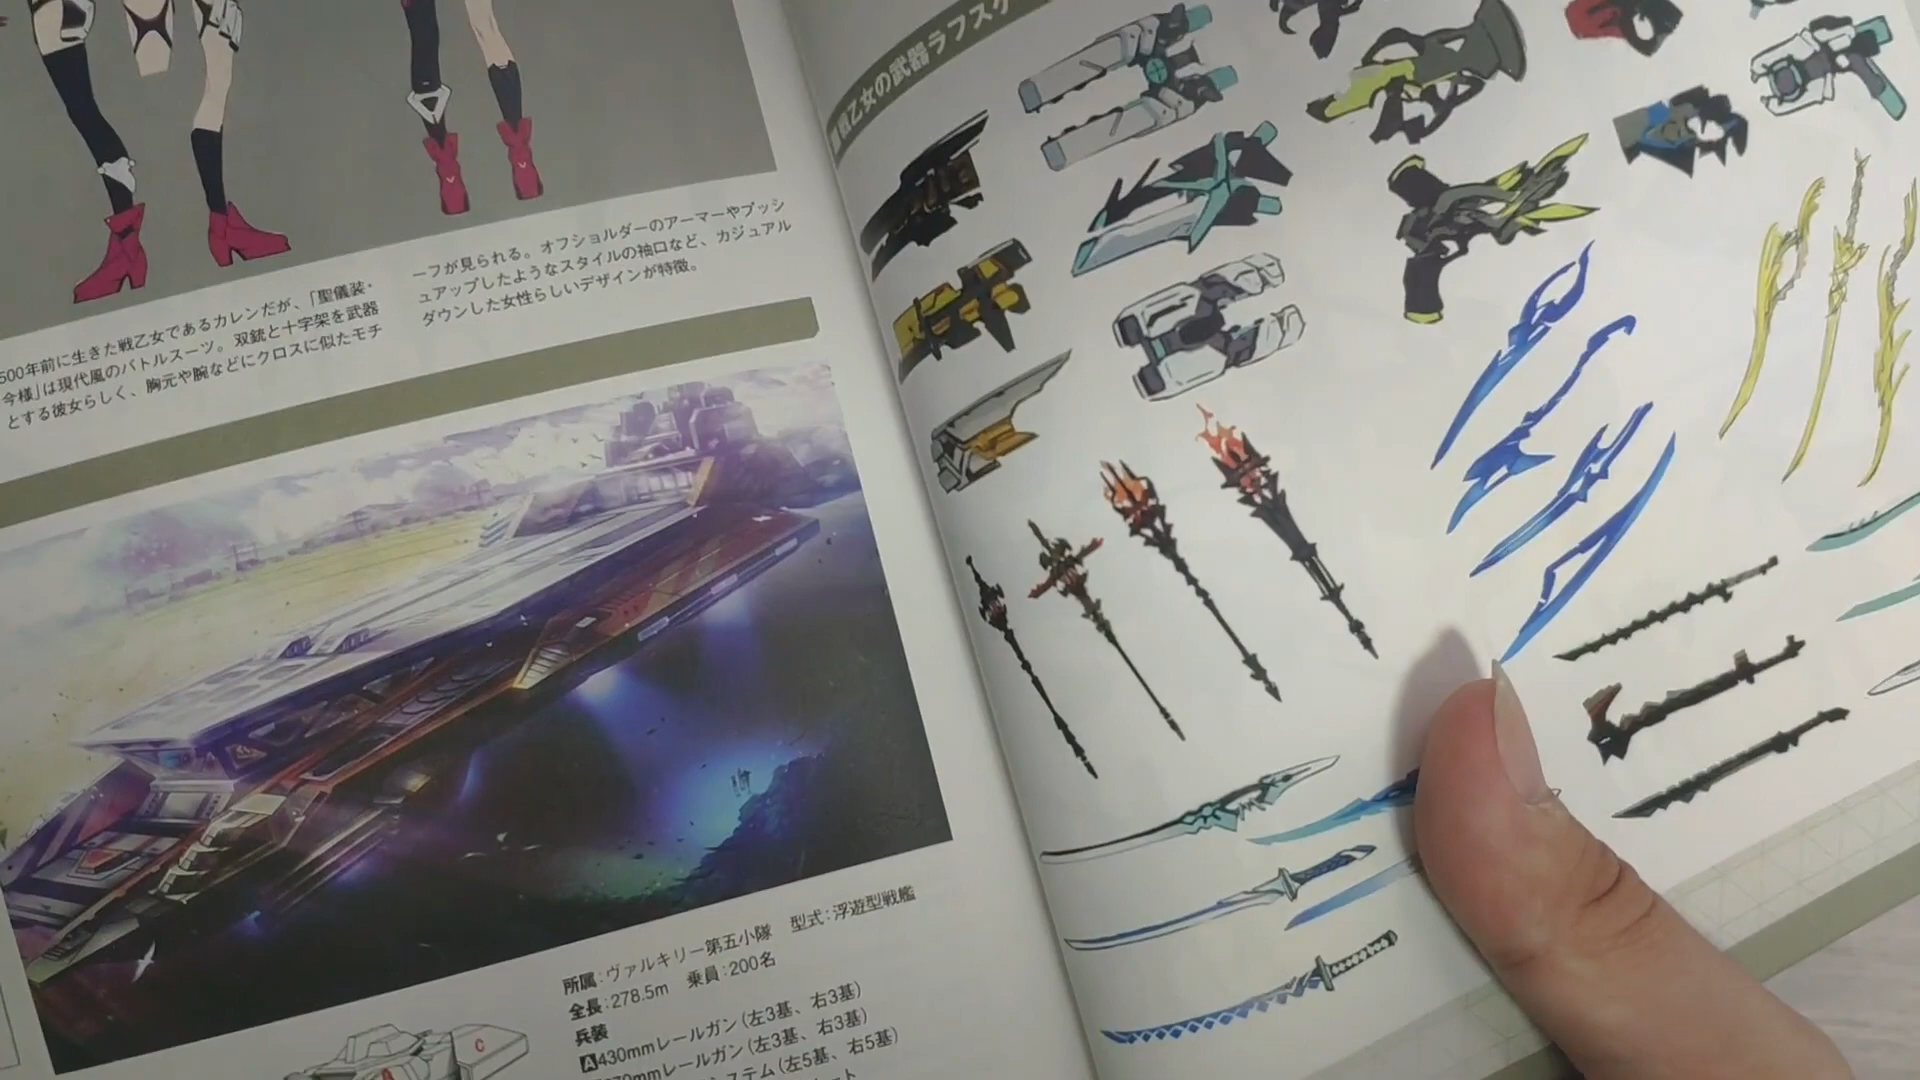 500年前に生きた戦乙女であるカレンだが、「聖儀装・
今様」は現代風のバトルスーツ。双銃と十字架を武器
とする彼女らしく、胸元や腕などにクロスに似たモチ
ーフが見られる。オフショルダーのアーマーやプッシ
ュアップしたようなスタイルの袖口など、カジュアル
ダウンした女性らしいデザインが特徴。
所属：ヴァルキリー第五小隊　型式：浮遊型戦艦
全長：278.5m　乗員：200名
兵装
A430mmレールガン（左3基、右3基）
70mmレールガン（左3基、右3基）
ステム（左5基、右5基）
C
A
戦乙女の武器ラフスケ